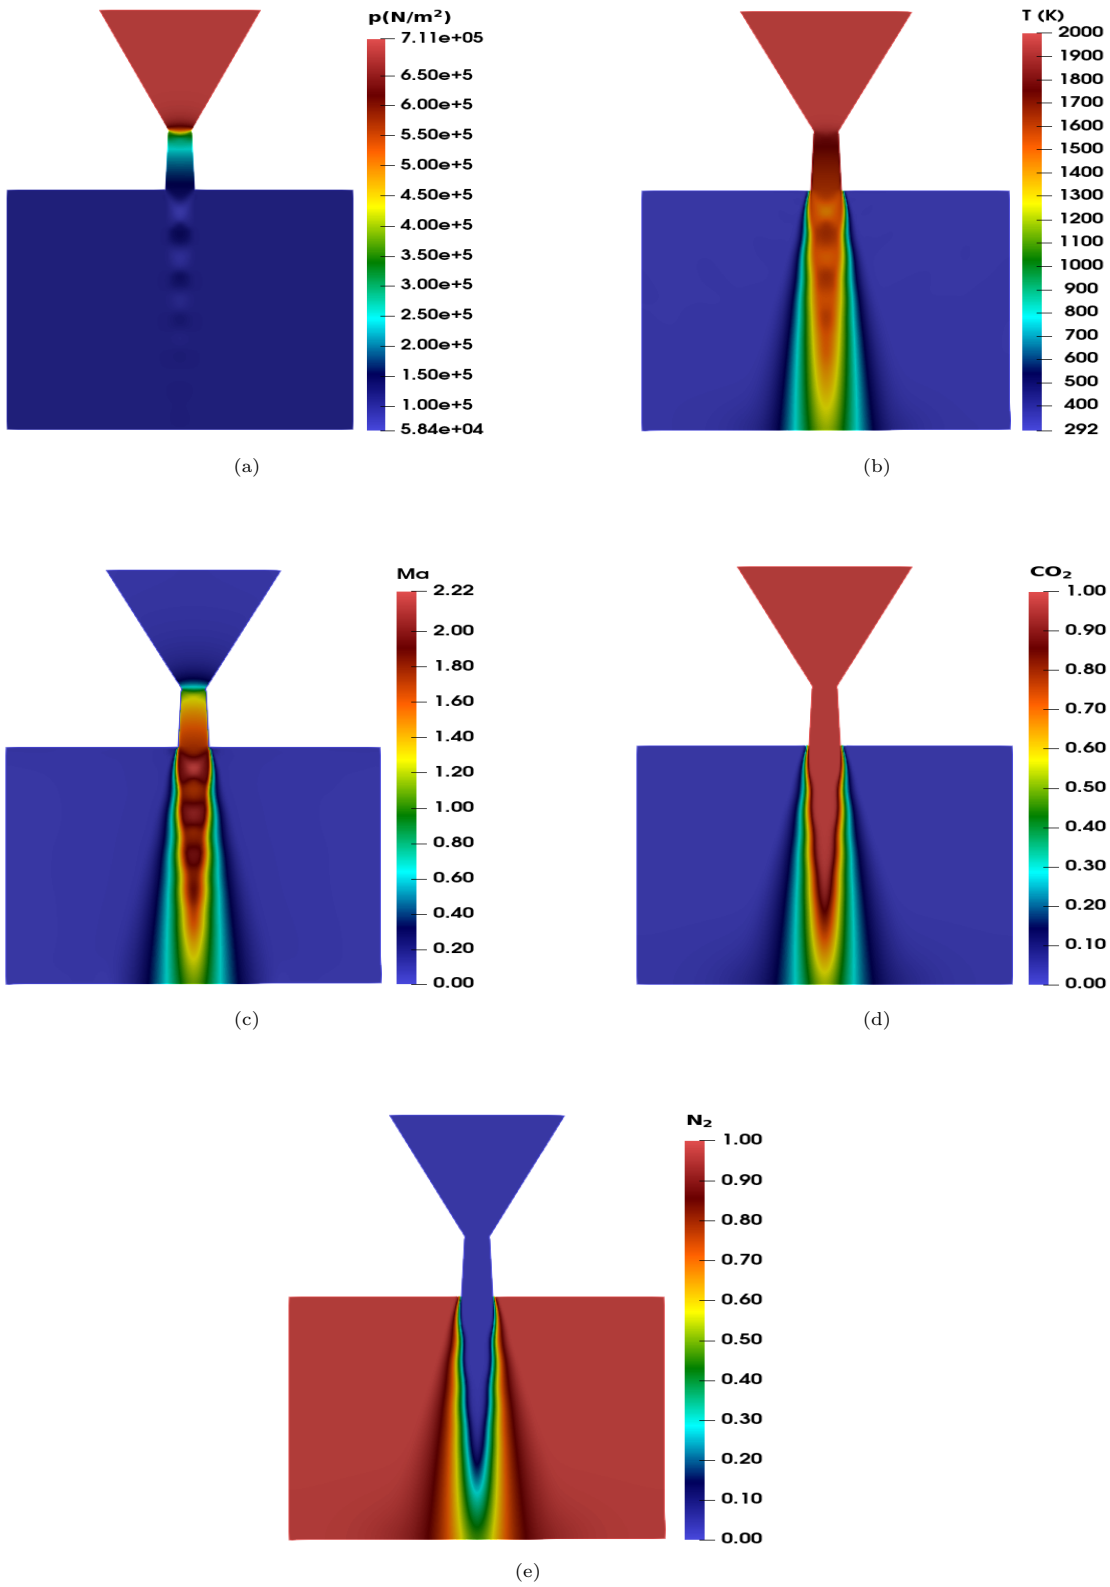 p(N/m²)
7.11e+05
6.50e+5
6.00e+5
5.50e+5
5.00e+5
4.50e+5
4.00e+5
3.50e+5
3.00e+5
2.50e+5
2.00e+5
1.50e+5
1.00e+5
5.84e+04
(a)
T (K)
2000
1900
1800
1700
1600
1500
1400
1300
1200
1100
1000
900
800
700
600
500
400
292
(b)
Ma
2.22
2.00
1.80
1.60
1.40
1.20
1.00
0.80
0.60
0.40
0.20
0.00
(c)
CO₂
1.00
0.90
0.80
0.70
0.60
0.50
0.40
0.30
0.20
0.10
0.00
(d)
N₂
1.00
0.90
0.80
0.70
0.60
0.50
0.40
0.30
0.20
0.10
0.00
(e)